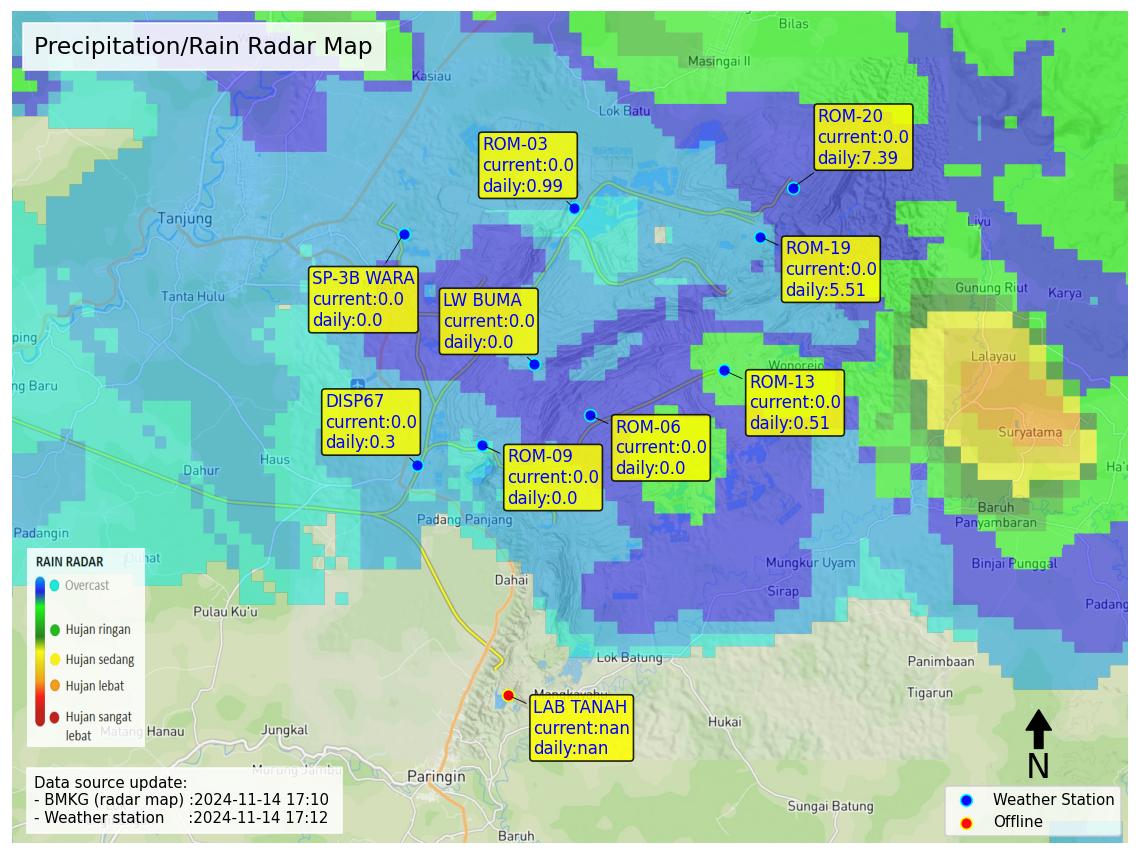 Precipitation/Rain Radar Map
Bilas
Masingai II
Kasiau
Lok Batu
ROM-20
current:0.0
daily:7.39
ROM-03
current:0.0
daily:0.99
Tanjung
Liyu
ROM-19
current:0.0
daily:5.51
SP-3B WARA
current:0.0
daily:0.0
Tanta Hulu
LW BUMA
current:0.0
daily:0.0
Gunung Riut
Karya
ping
Lalayau
Wonorejo
ng Baru
ROM-13
current:0.0
daily:0.51
DISP67
current:0.0
daily:0.3
ROM-06
current:0.0
daily:0.0
Suryatama
ROM-09
current:0.0
daily:0.0
Haus
Dahur
Ha'u
Baruh
Panyambaran
Padang Panjang
Padangin
Mungkur Uyam
Binjai Punggal
Dahai
Sirap
Padang
RAIN RADAR
Overcast
Hujan ringan
Hujan sedang
Hujan lebat
Hujan sangat
lebat
Pulau Ku'u
Lok Batung
Panimbaan
Tigarun
LAB TANAH
current:nan
daily:nan
Hukai
Manau
Jungkal
Paringin
Sungai Batung
Baruh
Data source update:
- BMKG (radar map) :2024-11-14 17:10
- Weather station :2024-11-14 17:12
N
Weather Station
Offline